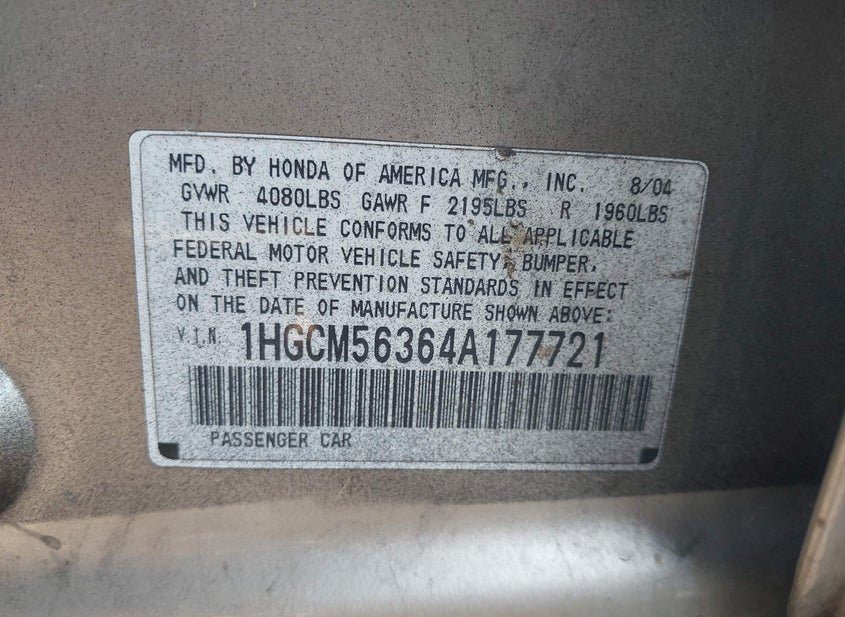 MFD. BY HONDA OF AMERICA MFG., INC. 8/04
GVWR 4080LBS GAWR F 2195LBS R 1960LBS
THIS VEHICLE CONFORMS TO ALL APPLICABLE
FEDERAL MOTOR VEHICLE SAFETY, BUMPER,
AND THEFT PREVENTION STANDARDS IN EFFECT
ON THE DATE OF MANUFACTURE SHOWN ABOVE:
V.I.N. 1HGCM56364A177721
PASSENGER CAR